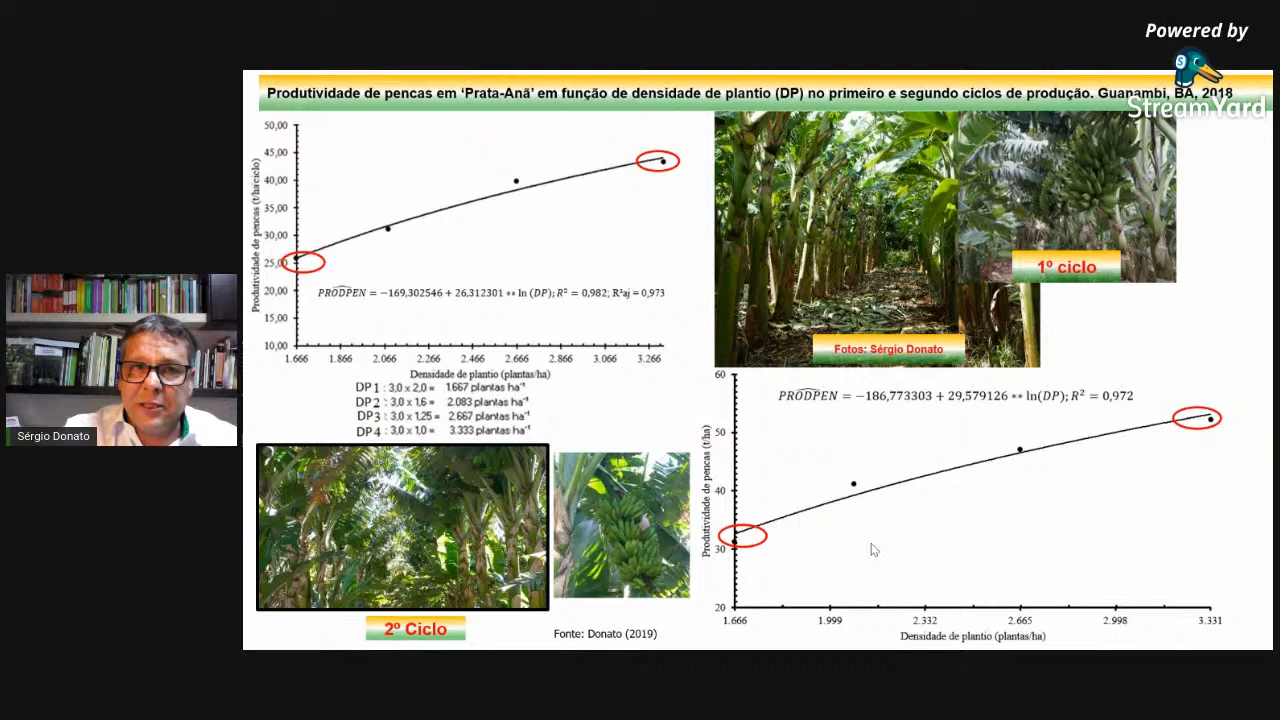 Powered by
StreamYard
Produtividade de pencas em ‘Prata-Anã’ em função de densidade de plantio (DP) no primeiro e segundo ciclos de produção. Guanambi, BA, 2018
Produtividade de pencas (t/ha/ciclo)
50,00
45,00
40,00
35,00
30,00
25,00
20,00
15,00
10,00
PRODPEN = −169,302546 + 26,312301 ** ln (DP); R² = 0,982; R²aj = 0,973
1.666 1.866 2.066 2.266 2.466 2.666 2.866 3.066 3.266
Densidade de plantio (plantas/ha)
DP1 : 3,0 x 2,0 = 1.667 plantas ha⁻¹
DP2 : 3,0 x 1,6 = 2.083 plantas ha⁻¹
DP3 : 3,0 x 1,25 = 2.667 plantas ha⁻¹
DP4 : 3,0 x 1,0 = 3.333 plantas ha⁻¹
1º ciclo
Fotos: Sérgio Donato
Sérgio Donato
2º Ciclo
Fonte: Donato (2019)
Produtividade de pencas (t/ha)
60
50
40
30
20
PRODPEN = −186,773303 + 29,579126 ** ln(DP); R² = 0,972
1.666 1.999 2.332 2.665 2.998 3.331
Densidade de plantio (plantas/ha)